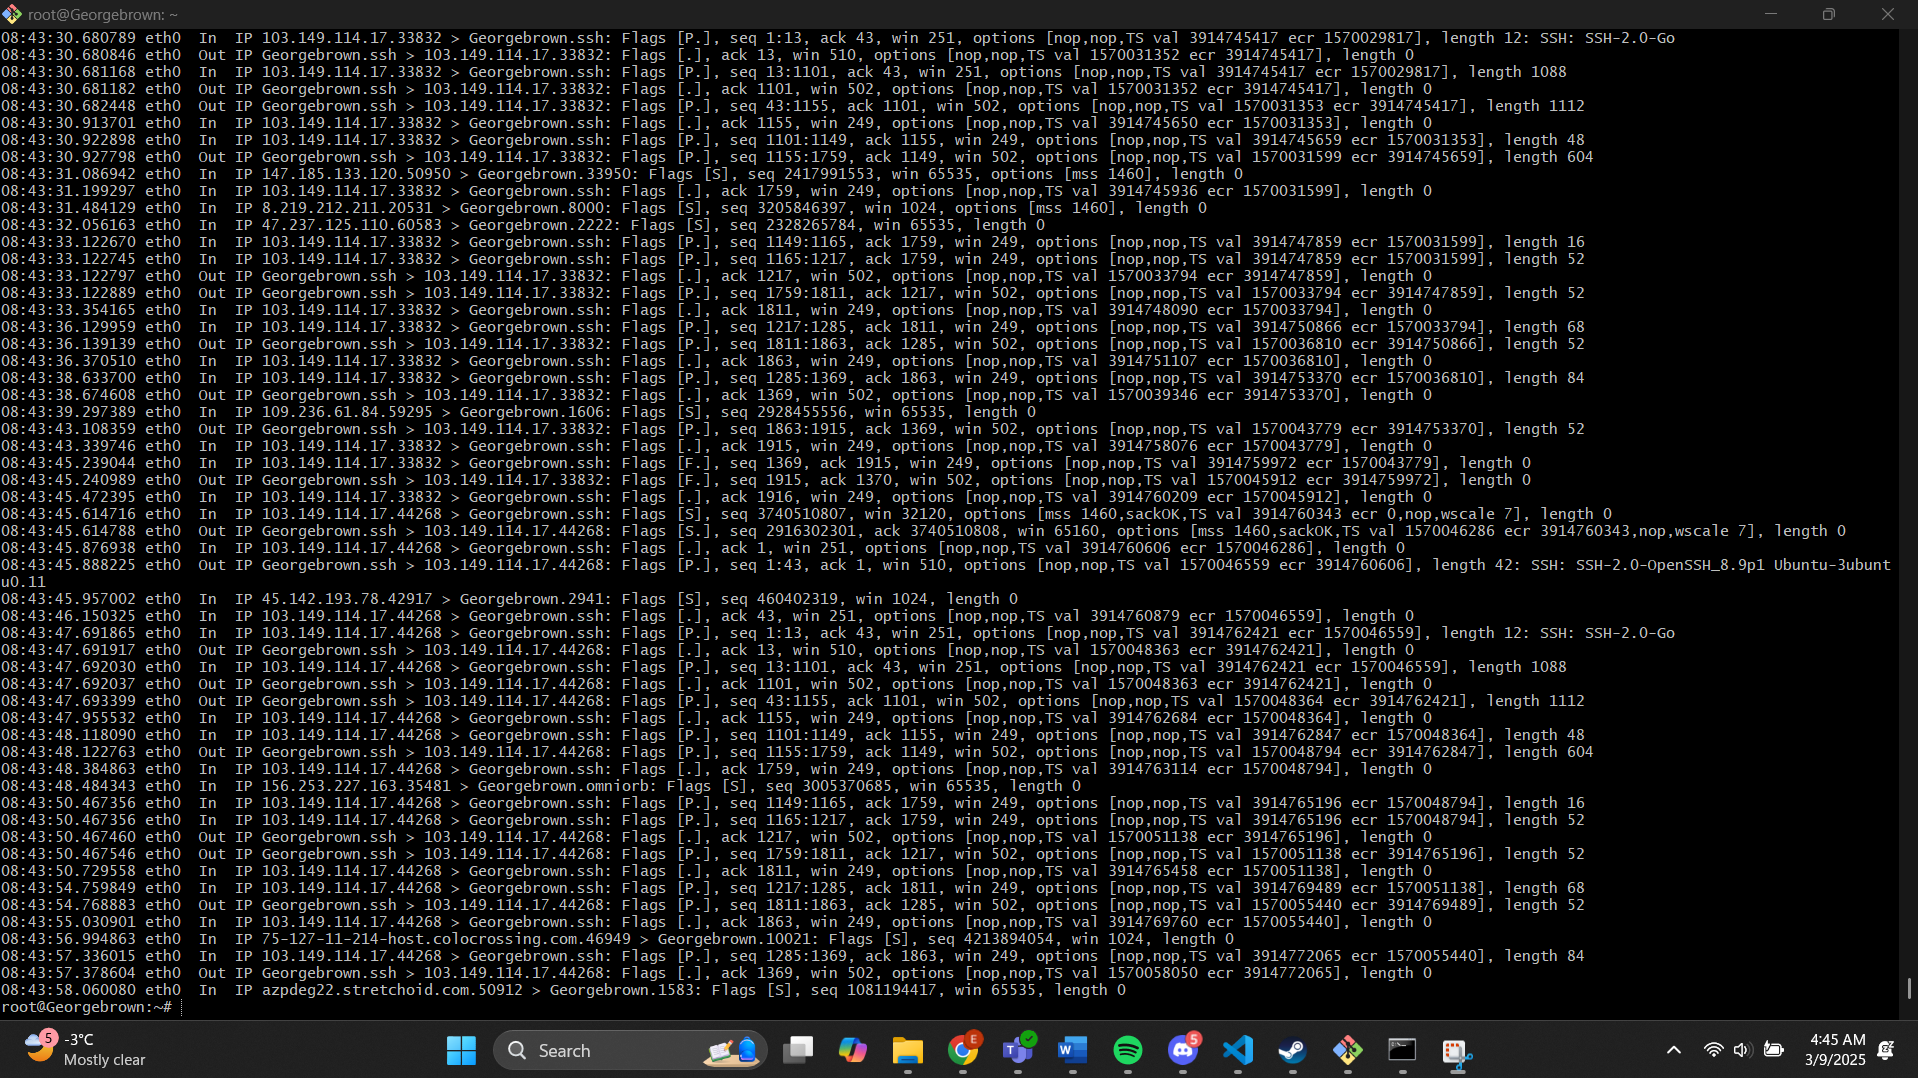 root@Georgebrown: ~
08:43:30.680789 eth0  In  IP 103.149.114.17.33832 > Georgebrown.ssh: Flags [P.], seq 1:13, ack 43, win 251, options [nop,nop,TS val 3914745417 ecr 1570029817], length 12: SSH: SSH-2.0-Go
08:43:30.680846 eth0  Out IP Georgebrown.ssh > 103.149.114.17.33832: Flags [.], ack 13, win 510, options [nop,nop,TS val 1570031352 ecr 3914745417], length 0
08:43:30.681168 eth0  In  IP 103.149.114.17.33832 > Georgebrown.ssh: Flags [P.], seq 13:1101, ack 43, win 251, options [nop,nop,TS val 3914745417 ecr 1570029817], length 1088
08:43:30.681182 eth0  Out IP Georgebrown.ssh > 103.149.114.17.33832: Flags [.], ack 1101, win 502, options [nop,nop,TS val 1570031352 ecr 3914745417], length 0
08:43:30.682448 eth0  Out IP Georgebrown.ssh > 103.149.114.17.33832: Flags [P.], seq 43:1155, ack 1101, win 502, options [nop,nop,TS val 1570031353 ecr 3914745417], length 1112
08:43:30.913701 eth0  In  IP 103.149.114.17.33832 > Georgebrown.ssh: Flags [.], ack 1155, win 249, options [nop,nop,TS val 3914745650 ecr 1570031353], length 0
08:43:30.922898 eth0  In  IP 103.149.114.17.33832 > Georgebrown.ssh: Flags [P.], seq 1101:1149, ack 1155, win 249, options [nop,nop,TS val 3914745659 ecr 1570031353], length 48
08:43:30.927798 eth0  Out IP Georgebrown.ssh > 103.149.114.17.33832: Flags [P.], seq 1155:1759, ack 1149, win 502, options [nop,nop,TS val 1570031599 ecr 3914745659], length 604
08:43:31.086942 eth0  In  IP 147.185.133.120.50950 > Georgebrown.33950: Flags [S], seq 2417991553, win 65535, options [mss 1460], length 0
08:43:31.199297 eth0  In  IP 103.149.114.17.33832 > Georgebrown.ssh: Flags [.], ack 1759, win 249, options [nop,nop,TS val 3914745936 ecr 1570031599], length 0
08:43:31.484129 eth0  In  IP 8.219.212.211.20531 > Georgebrown.8000: Flags [S], seq 3205846397, win 1024, options [mss 1460], length 0
08:43:32.056163 eth0  In  IP 47.237.125.110.60583 > Georgebrown.2222: Flags [S], seq 2328265784, win 65535, length 0
08:43:33.122670 eth0  In  IP 103.149.114.17.33832 > Georgebrown.ssh: Flags [P.], seq 1149:1165, ack 1759, win 249, options [nop,nop,TS val 3914747859 ecr 1570031599], length 16
08:43:33.122745 eth0  In  IP 103.149.114.17.33832 > Georgebrown.ssh: Flags [P.], seq 1165:1217, ack 1759, win 249, options [nop,nop,TS val 3914747859 ecr 1570031599], length 52
08:43:33.122797 eth0  Out IP Georgebrown.ssh > 103.149.114.17.33832: Flags [.], ack 1217, win 502, options [nop,nop,TS val 1570033794 ecr 3914747859], length 0
08:43:33.122889 eth0  Out IP Georgebrown.ssh > 103.149.114.17.33832: Flags [P.], seq 1759:1811, ack 1217, win 502, options [nop,nop,TS val 1570033794 ecr 3914747859], length 52
08:43:33.354165 eth0  In  IP 103.149.114.17.33832 > Georgebrown.ssh: Flags [.], ack 1811, win 249, options [nop,nop,TS val 3914748090 ecr 1570033794], length 0
08:43:36.129959 eth0  In  IP 103.149.114.17.33832 > Georgebrown.ssh: Flags [P.], seq 1217:1285, ack 1811, win 249, options [nop,nop,TS val 3914750866 ecr 1570033794], length 68
08:43:36.139139 eth0  Out IP Georgebrown.ssh > 103.149.114.17.33832: Flags [P.], seq 1811:1863, ack 1285, win 502, options [nop,nop,TS val 1570036810 ecr 3914750866], length 52
08:43:36.370510 eth0  In  IP 103.149.114.17.33832 > Georgebrown.ssh: Flags [.], ack 1863, win 249, options [nop,nop,TS val 3914751107 ecr 1570036810], length 0
08:43:38.633700 eth0  In  IP 103.149.114.17.33832 > Georgebrown.ssh: Flags [P.], seq 1285:1369, ack 1863, win 249, options [nop,nop,TS val 3914753370 ecr 1570036810], length 84
08:43:38.674608 eth0  Out IP Georgebrown.ssh > 103.149.114.17.33832: Flags [.], ack 1369, win 502, options [nop,nop,TS val 1570039346 ecr 3914753370], length 0
08:43:39.297389 eth0  In  IP 109.236.61.84.59295 > Georgebrown.1606: Flags [S], seq 2928455556, win 65535, length 0
08:43:43.108359 eth0  Out IP Georgebrown.ssh > 103.149.114.17.33832: Flags [P.], seq 1863:1915, ack 1369, win 502, options [nop,nop,TS val 1570043779 ecr 3914753370], length 52
08:43:43.339746 eth0  In  IP 103.149.114.17.33832 > Georgebrown.ssh: Flags [.], ack 1915, win 249, options [nop,nop,TS val 3914758076 ecr 1570043779], length 0
08:43:45.239044 eth0  In  IP 103.149.114.17.33832 > Georgebrown.ssh: Flags [F.], seq 1369, ack 1915, win 249, options [nop,nop,TS val 3914759972 ecr 1570043779], length 0
08:43:45.240989 eth0  Out IP Georgebrown.ssh > 103.149.114.17.33832: Flags [F.], seq 1915, ack 1370, win 502, options [nop,nop,TS val 1570045912 ecr 3914759972], length 0
08:43:45.472395 eth0  In  IP 103.149.114.17.33832 > Georgebrown.ssh: Flags [.], ack 1916, win 249, options [nop,nop,TS val 3914760209 ecr 1570045912], length 0
08:43:45.614716 eth0  In  IP 103.149.114.17.44268 > Georgebrown.ssh: Flags [S], seq 3740510807, win 32120, options [mss 1460,sackOK,TS val 3914760343 ecr 0,nop,wscale 7], length 0
08:43:45.614788 eth0  Out IP Georgebrown.ssh > 103.149.114.17.44268: Flags [S.], seq 2916302301, ack 3740510808, win 65160, options [mss 1460,sackOK,TS val 1570046286 ecr 3914760343,nop,wscale 7], length 0
08:43:45.876938 eth0  In  IP 103.149.114.17.44268 > Georgebrown.ssh: Flags [.], ack 1, win 251, options [nop,nop,TS val 3914760606 ecr 1570046286], length 0
08:43:45.888225 eth0  Out IP Georgebrown.ssh > 103.149.114.17.44268: Flags [P.], seq 1:43, ack 1, win 510, options [nop,nop,TS val 1570046559 ecr 3914760606], length 42: SSH: SSH-2.0-OpenSSH_8.9p1 Ubuntu-3ubunt
u0.11
08:43:45.957002 eth0  In  IP 45.142.193.78.42917 > Georgebrown.2941: Flags [S], seq 460402319, win 1024, length 0
08:43:46.150325 eth0  In  IP 103.149.114.17.44268 > Georgebrown.ssh: Flags [.], ack 43, win 251, options [nop,nop,TS val 3914760879 ecr 1570046559], length 0
08:43:47.691865 eth0  In  IP 103.149.114.17.44268 > Georgebrown.ssh: Flags [P.], seq 1:13, ack 43, win 251, options [nop,nop,TS val 3914762421 ecr 1570046559], length 12: SSH: SSH-2.0-Go
08:43:47.691917 eth0  Out IP Georgebrown.ssh > 103.149.114.17.44268: Flags [.], ack 13, win 510, options [nop,nop,TS val 1570048363 ecr 3914762421], length 0
08:43:47.692030 eth0  In  IP 103.149.114.17.44268 > Georgebrown.ssh: Flags [P.], seq 13:1101, ack 43, win 251, options [nop,nop,TS val 3914762421 ecr 1570046559], length 1088
08:43:47.692037 eth0  Out IP Georgebrown.ssh > 103.149.114.17.44268: Flags [.], ack 1101, win 502, options [nop,nop,TS val 1570048363 ecr 3914762421], length 0
08:43:47.693399 eth0  Out IP Georgebrown.ssh > 103.149.114.17.44268: Flags [P.], seq 43:1155, ack 1101, win 502, options [nop,nop,TS val 1570048364 ecr 3914762421], length 1112
08:43:47.955532 eth0  In  IP 103.149.114.17.44268 > Georgebrown.ssh: Flags [.], ack 1155, win 249, options [nop,nop,TS val 3914762684 ecr 1570048364], length 0
08:43:48.118090 eth0  In  IP 103.149.114.17.44268 > Georgebrown.ssh: Flags [P.], seq 1101:1149, ack 1155, win 249, options [nop,nop,TS val 3914762847 ecr 1570048364], length 48
08:43:48.122763 eth0  Out IP Georgebrown.ssh > 103.149.114.17.44268: Flags [P.], seq 1155:1759, ack 1149, win 502, options [nop,nop,TS val 1570048794 ecr 3914762847], length 604
08:43:48.384863 eth0  In  IP 103.149.114.17.44268 > Georgebrown.ssh: Flags [.], ack 1759, win 249, options [nop,nop,TS val 3914763114 ecr 1570048794], length 0
08:43:48.484343 eth0  In  IP 156.253.227.163.35481 > Georgebrown.omniorb: Flags [S], seq 3005370685, win 65535, length 0
08:43:50.467356 eth0  In  IP 103.149.114.17.44268 > Georgebrown.ssh: Flags [P.], seq 1149:1165, ack 1759, win 249, options [nop,nop,TS val 3914765196 ecr 1570048794], length 16
08:43:50.467356 eth0  In  IP 103.149.114.17.44268 > Georgebrown.ssh: Flags [P.], seq 1165:1217, ack 1759, win 249, options [nop,nop,TS val 3914765196 ecr 1570048794], length 52
08:43:50.467460 eth0  Out IP Georgebrown.ssh > 103.149.114.17.44268: Flags [.], ack 1217, win 502, options [nop,nop,TS val 1570051138 ecr 3914765196], length 0
08:43:50.467546 eth0  Out IP Georgebrown.ssh > 103.149.114.17.44268: Flags [P.], seq 1759:1811, ack 1217, win 502, options [nop,nop,TS val 1570051138 ecr 3914765196], length 52
08:43:50.729558 eth0  In  IP 103.149.114.17.44268 > Georgebrown.ssh: Flags [.], ack 1811, win 249, options [nop,nop,TS val 3914765458 ecr 1570051138], length 0
08:43:54.759849 eth0  In  IP 103.149.114.17.44268 > Georgebrown.ssh: Flags [P.], seq 1217:1285, ack 1811, win 249, options [nop,nop,TS val 3914769489 ecr 1570051138], length 68
08:43:54.768883 eth0  Out IP Georgebrown.ssh > 103.149.114.17.44268: Flags [P.], seq 1811:1863, ack 1285, win 502, options [nop,nop,TS val 1570055440 ecr 3914769489], length 52
08:43:55.030901 eth0  In  IP 103.149.114.17.44268 > Georgebrown.ssh: Flags [.], ack 1863, win 249, options [nop,nop,TS val 3914769760 ecr 1570055440], length 0
08:43:56.994863 eth0  In  IP 75-127-11-214-host.colocrossing.com.46949 > Georgebrown.10021: Flags [S], seq 4213894054, win 1024, length 0
08:43:57.336015 eth0  In  IP 103.149.114.17.44268 > Georgebrown.ssh: Flags [P.], seq 1285:1369, ack 1863, win 249, options [nop,nop,TS val 3914772065 ecr 1570055440], length 84
08:43:57.378604 eth0  Out IP Georgebrown.ssh > 103.149.114.17.44268: Flags [.], ack 1369, win 502, options [nop,nop,TS val 1570058050 ecr 3914772065], length 0
08:43:58.060080 eth0  In  IP azpdeg22.stretchoid.com.50912 > Georgebrown.1583: Flags [S], seq 1081194417, win 65535, length 0
root@Georgebrown:~#
5
-3°C
Mostly clear
Search
E
T
W
5
4:45 AM
3/9/2025